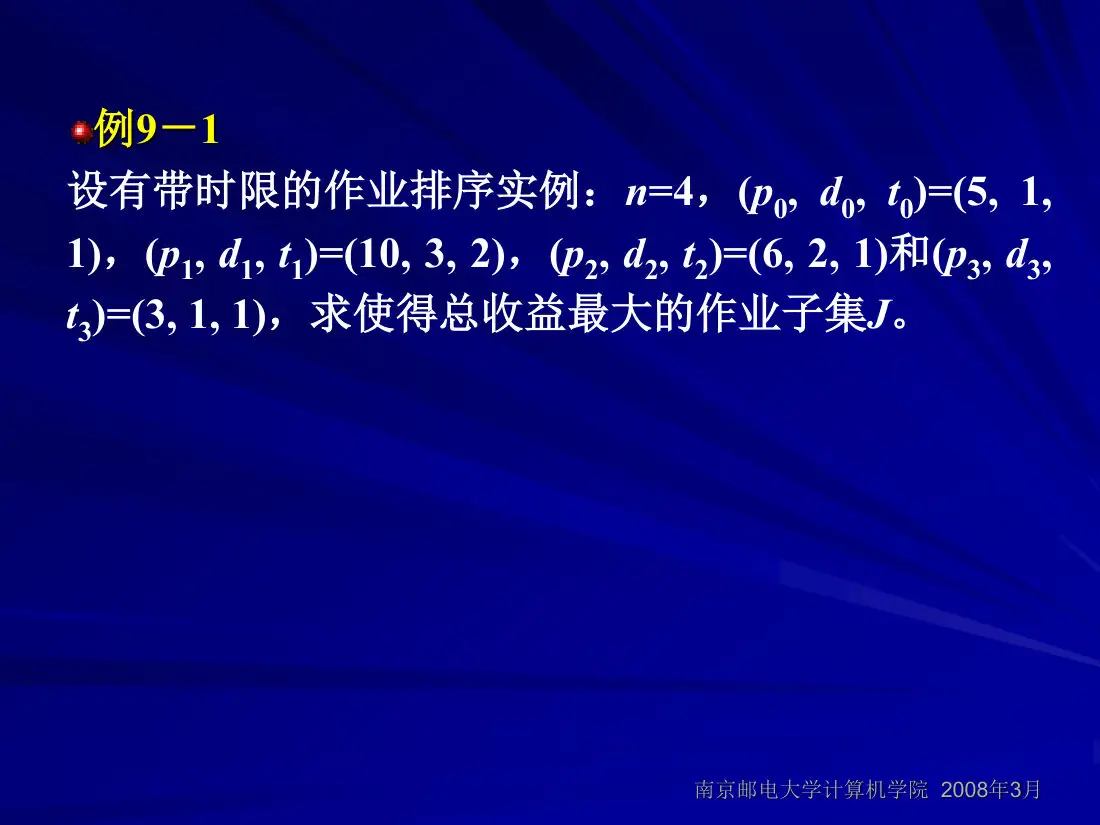 例9－1
设有带时限的作业排序实例：n=4，(p0, d0, t0)=(5, 1,
1)，(p1, d1, t1)=(10, 3, 2)，(p2, d2, t2)=(6, 2, 1)和(p3, d3,
t3)=(3, 1, 1)，求使得总收益最大的作业子集J。
南京邮电大学计算机学院 2008年3月